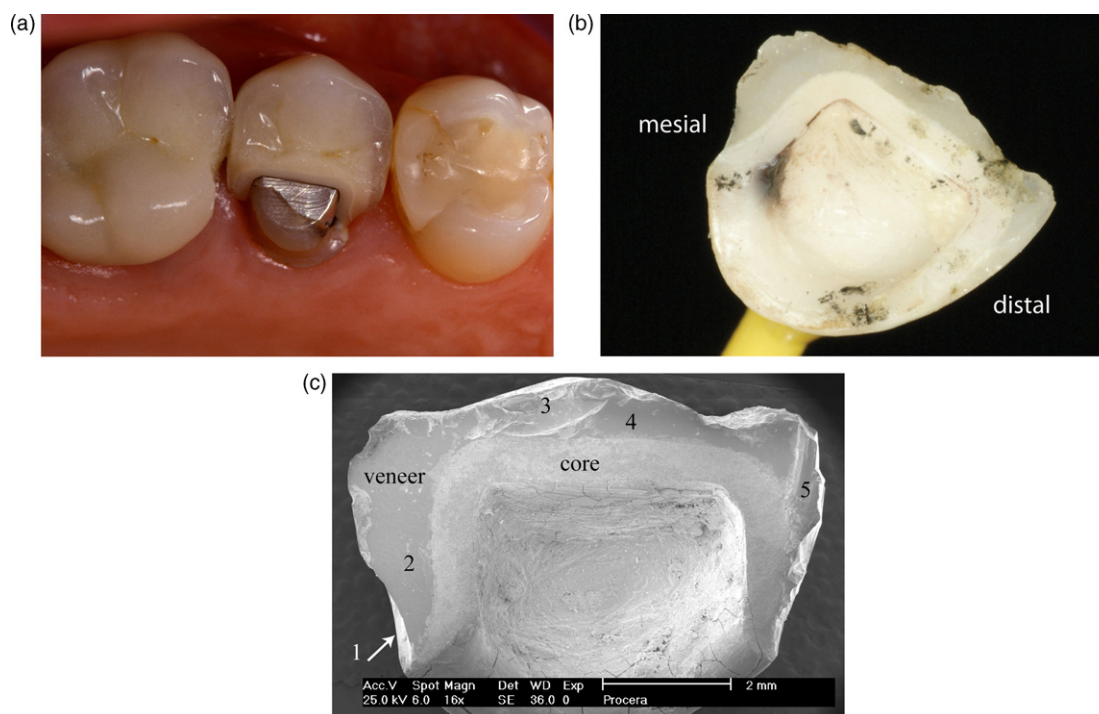 (a)
(b)
mesial
distal
(c)
3
4
core
veneer
5
2
1
Acc.V Spot Magn Det WD Exp 2 mm
25.0 kV 6.0 16x SE 36.0 0 Procera